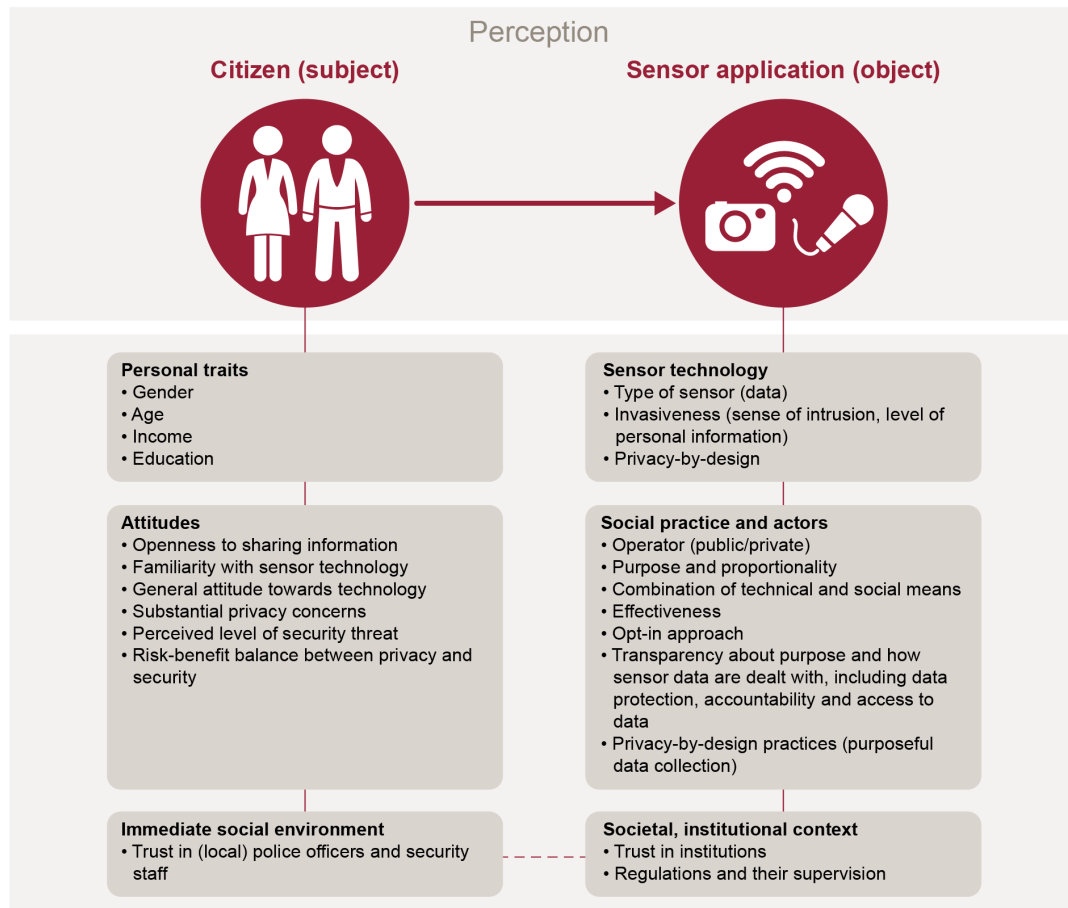 Perception
Citizen (subject)
Sensor application (object)
Personal traits
• Gender
• Age
• Income
• Education
Sensor technology
• Type of sensor (data)
• Invasiveness (sense of intrusion, level of
personal information)
• Privacy-by-design
Attitudes
• Openness to sharing information
• Familiarity with sensor technology
• General attitude towards technology
• Substantial privacy concerns
• Perceived level of security threat
• Risk-benefit balance between privacy and
security
Social practice and actors
• Operator (public/private)
• Purpose and proportionality
• Combination of technical and social means
• Effectiveness
• Opt-in approach
• Transparency about purpose and how
sensor data are dealt with, including data
protection, accountability and access to
data
• Privacy-by-design practices (purposeful
data collection)
Immediate social environment
• Trust in (local) police officers and security
staff
Societal, institutional context
• Trust in institutions
• Regulations and their supervision